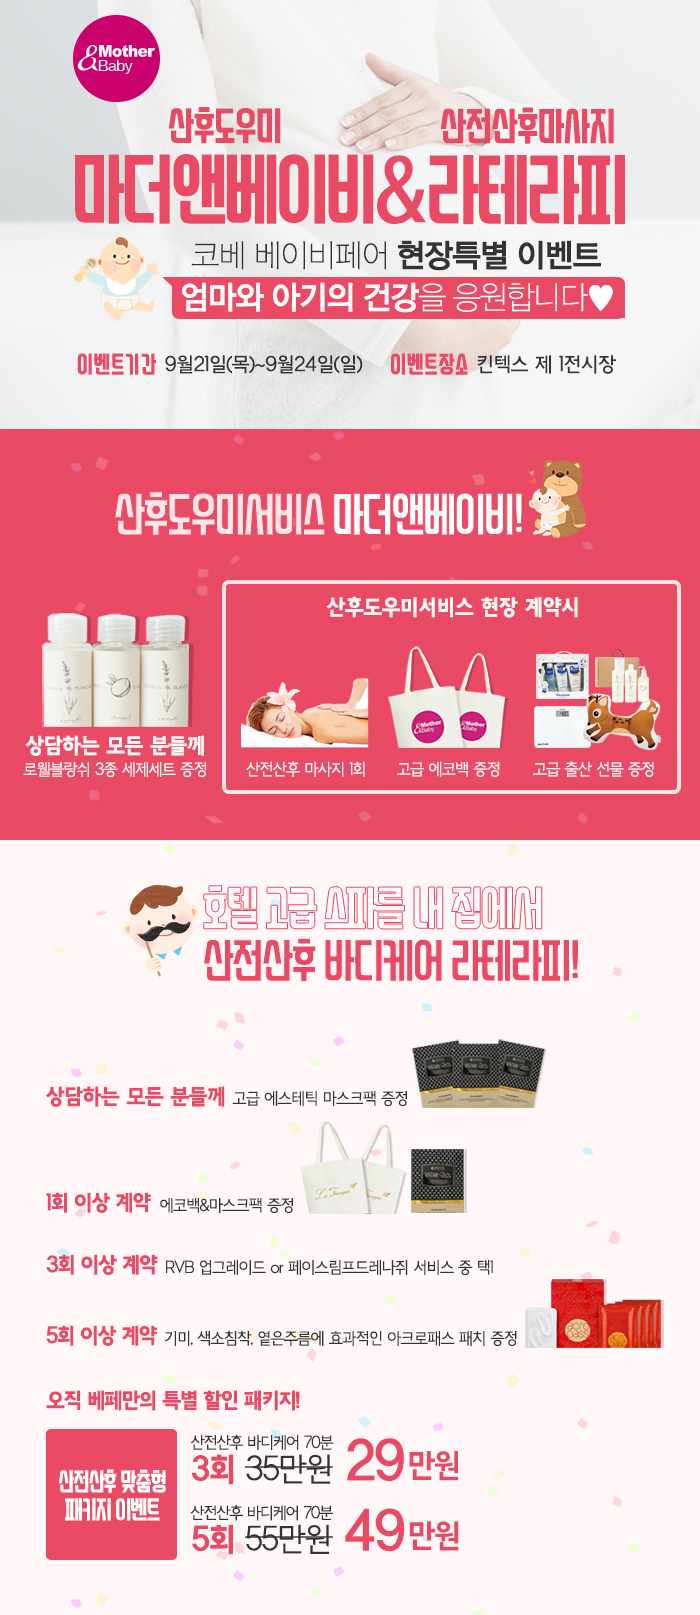 Mother
&Baby
산후도우미 산전산후마사지
마더앤베이비&라테라피
코베 베이비페어 현장특별 이벤트
엄마와 아기의 건강을 응원합니다♥
이벤트기간 9월21일(목)~9월24일(일) 이벤트장소 킨텍스 제 1전시장
산후도우미서비스 마더앤베이비!
산후도우미서비스 현장 계약시
Mother
&Baby
Mother
&Baby
상담하는 모든 분들께
로웰블랑쉬 3종 세제세트 증정
산전산후 마사지 1회
고급 에코백 증정
고급 출산 선물 증정
호텔 고급 스파를 내 집에서
산전산후 바디케어 라테라피!
상담하는 모든 분들께 고급 에스테틱 마스크팩 증정
1회 이상 계약 에코백&마스크팩 증정
3회 이상 계약 RVB 업그레이드 or 페이스림프드레나쥐 서비스 중 택1
5회 이상 계약 기미, 색소침착, 옅은주름에 효과적인 아크로패스 패치 증정
오직 베페만의 특별 할인 패키지!
산전산후 맞춤형
패키지 이벤트
산전산후 바디케어 70분
3회 35만원 29만원
산전산후 바디케어 70분
5회 55만원 49만원